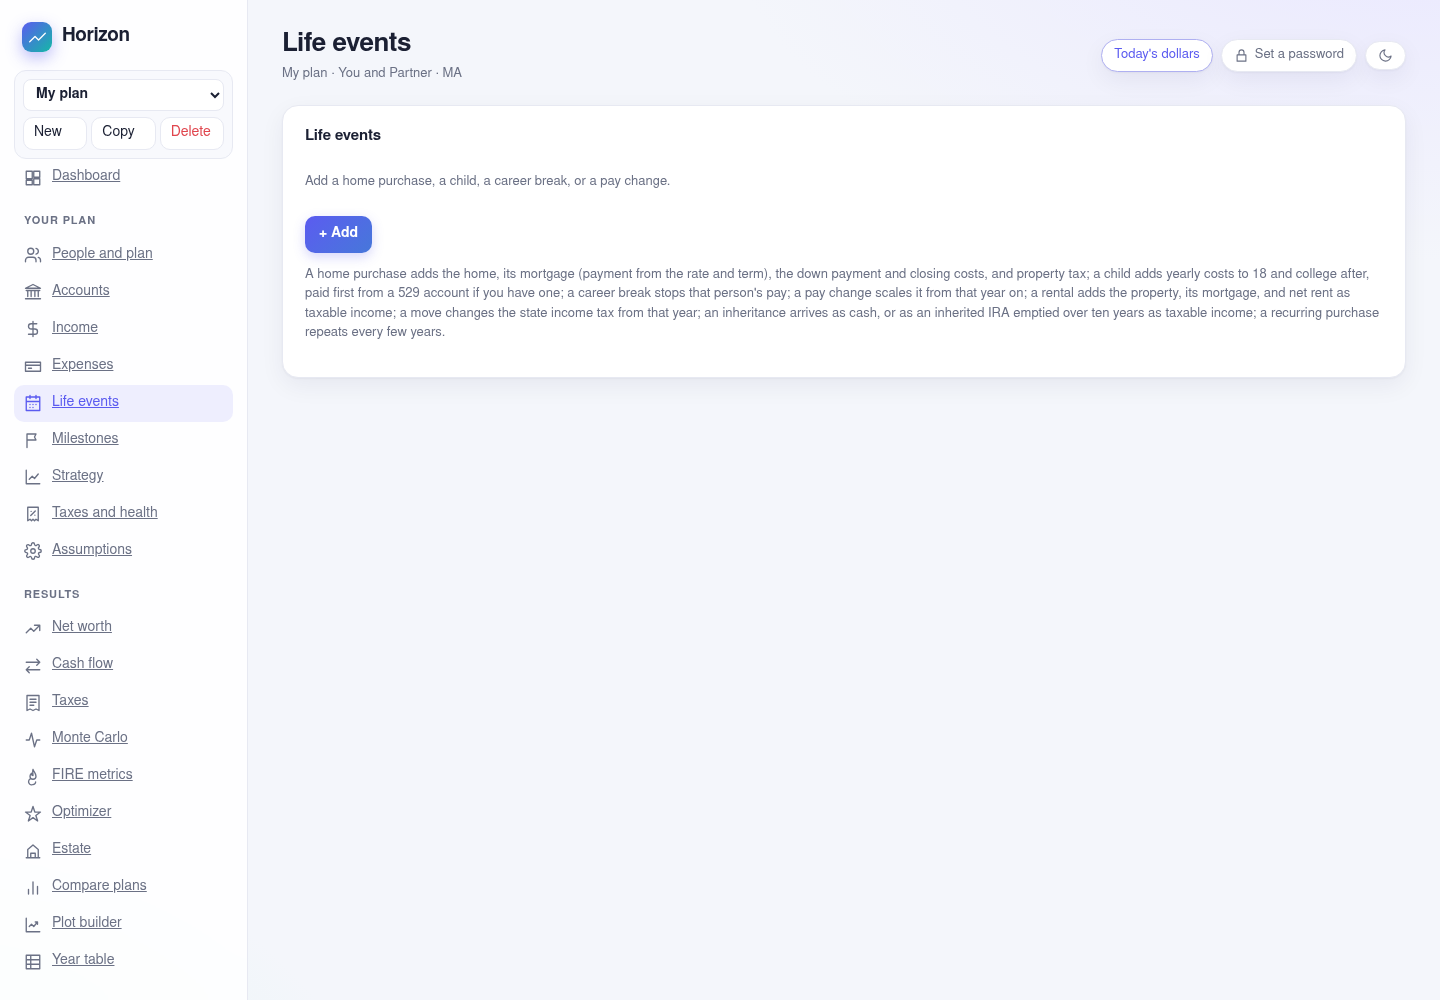 Horizon
My plan
New
Copy
Delete
Dashboard
YOUR PLAN
People and plan
Accounts
Income
Expenses
Life events
Milestones
Strategy
Taxes and health
Assumptions
RESULTS
Net worth
Cash flow
Taxes
Monte Carlo
FIRE metrics
Optimizer
Estate
Compare plans
Plot builder
Year table
Life events
My plan · You and Partner · MA
Today's dollars
Set a password
Life events
Add a home purchase, a child, a career break, or a pay change.
+ Add
A home purchase adds the home, its mortgage (payment from the rate and term), the down payment and closing costs, and property tax; a child adds yearly costs to 18 and college after,
paid first from a 529 account if you have one; a career break stops that person's pay; a pay change scales it from that year on; a rental adds the property, its mortgage, and net rent as
taxable income; a move changes the state income tax from that year; an inheritance arrives as cash, or as an inherited IRA emptied over ten years as taxable income; a recurring purchase
repeats every few years.